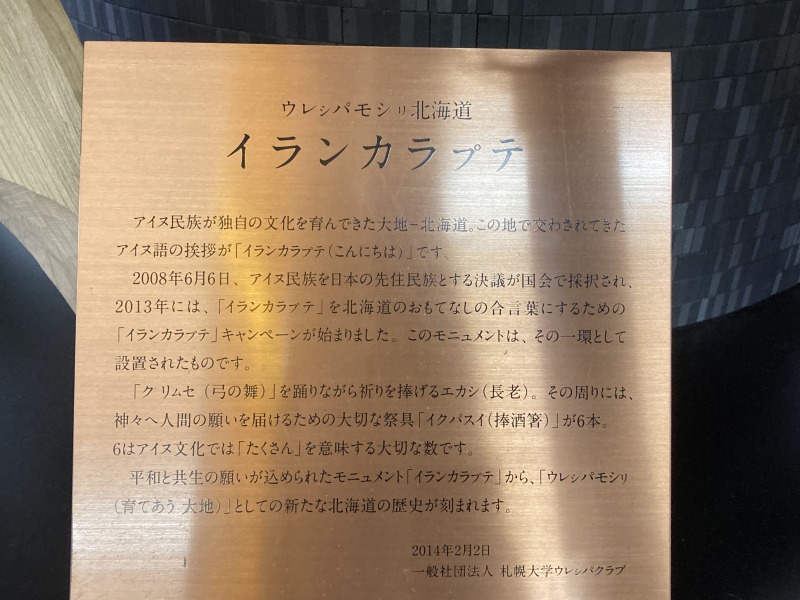 ウレㇱパモシㇼ北海道
イランカラㇷ゚テ
アイヌ民族が独自の文化を育んできた大地−北海道。この地で交わされてきた
アイヌ語の挨拶が「イランカラㇷ゚テ(こんにちは)」です。
2008年6月6日、アイヌ民族を日本の先住民族とする決議が国会で採択され、
2013年には、「イランカラㇷ゚テ」を北海道のおもてなしの合言葉にするための
「イランカラㇷ゚テ」キャンペーンが始まりました。このモニュメントは、その一環として
設置されたものです。
「ク リㇺセ (弓の舞)」を踊りながら祈りを捧げるエカシ(長老)。その周りには、
神々へ人間の願いを届けるための大切な祭具「イクパスイ(捧酒箸)」が6本。
6はアイヌ文化では「たくさん」を意味する大切な数です。
平和と共生の願いが込められたモニュメント「イランカラㇷ゚テ」から、「ウレㇱパモシㇼ
(育てあう 大地)」としての新たな北海道の歴史が刻まれます。
2014年2月2日
一般社団法人 札幌大学ウレㇱパクラブ